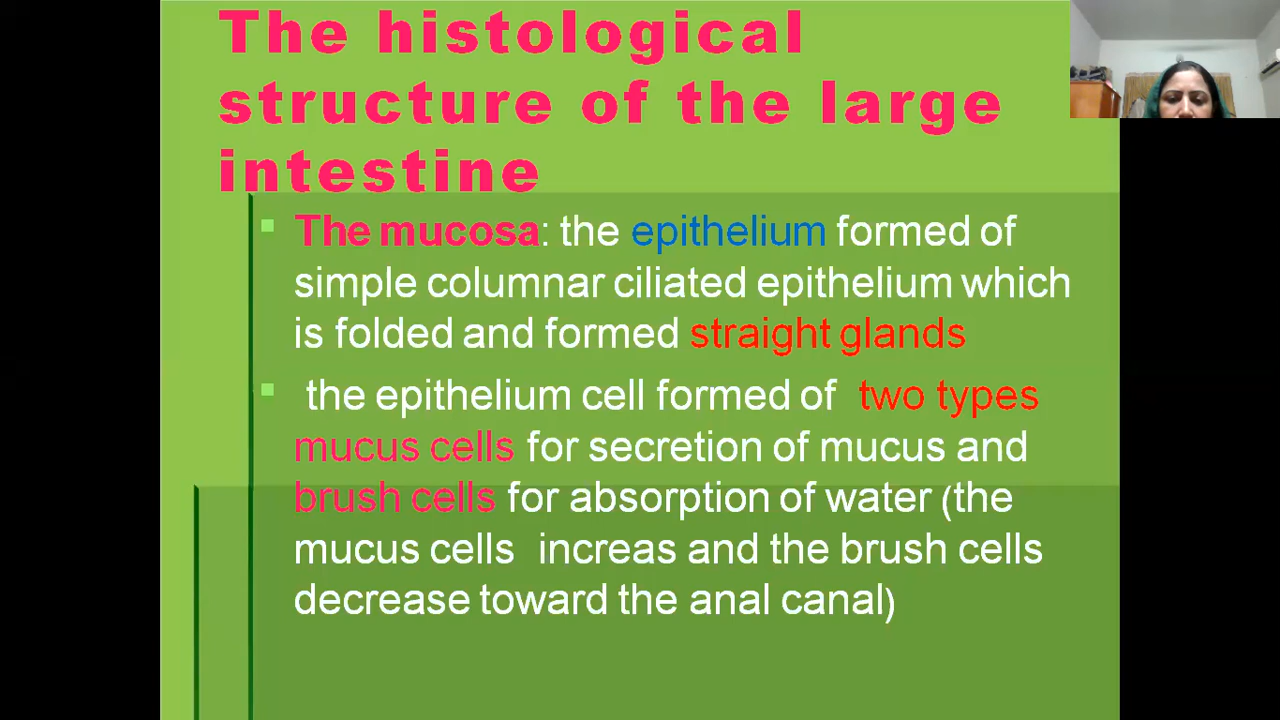 The histological
structure of the large
intestine
The mucosa: the epithelium formed of
simple columnar ciliated epithelium which
is folded and formed straight glands
the epithelium cell formed of two types
mucus cells for secretion of mucus and
brush cells for absorption of water (the
mucus cells increas and the brush cells
decrease toward the anal canal)